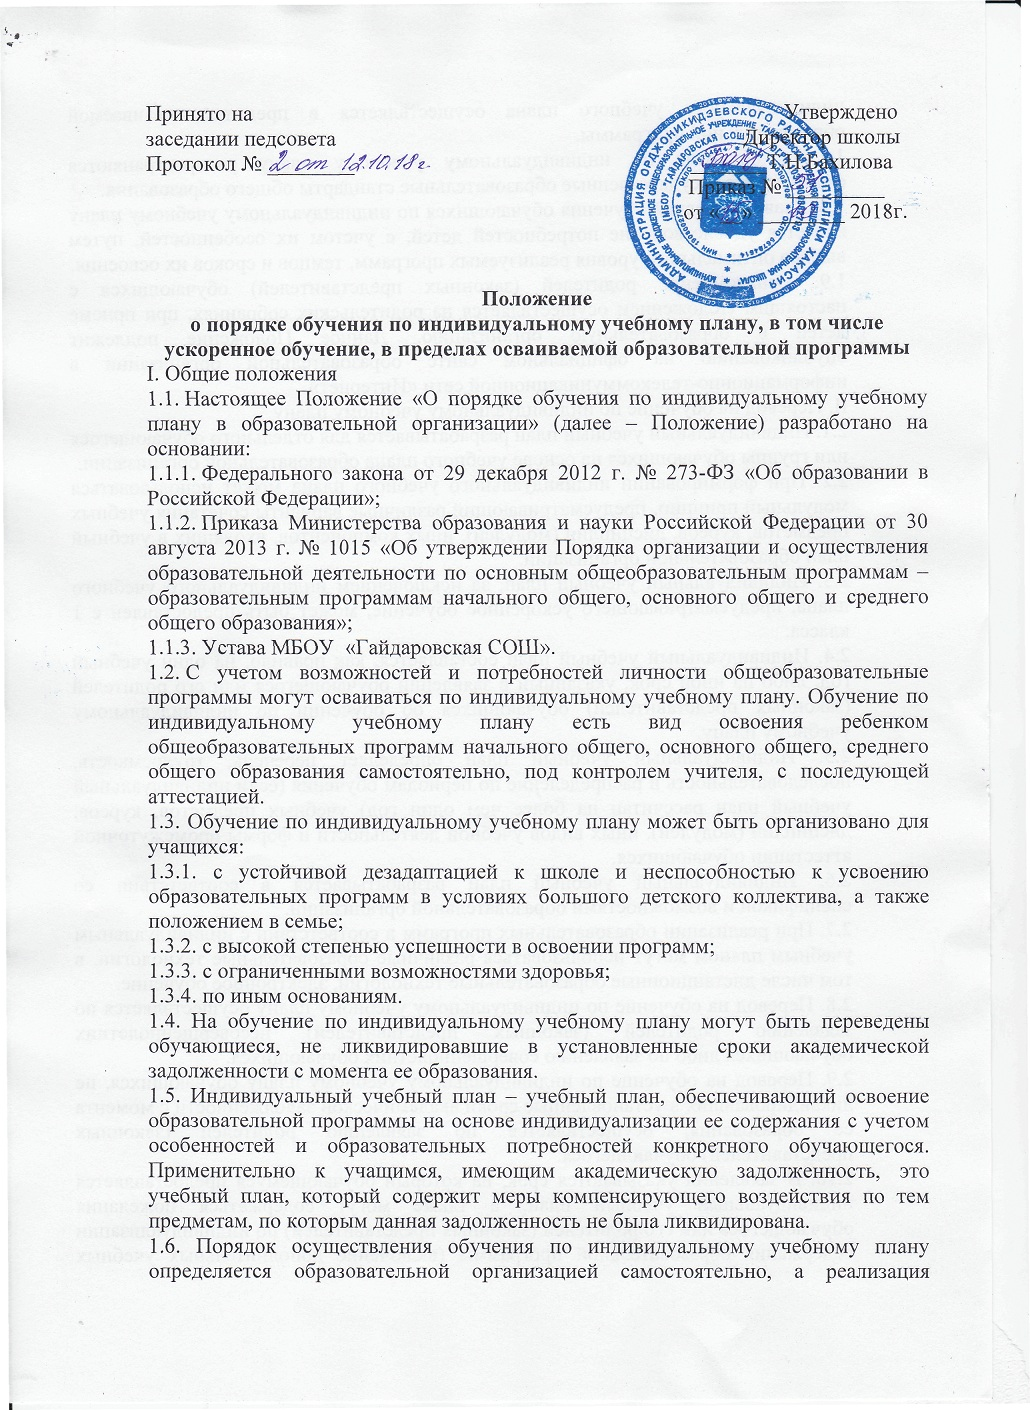 Принято на
заседании педсовета
Протокол № 2 от 12.10.18г.
Утверждено
Директор школы
Т.Н.Бахилова
Приказ №
от « » 2018г.
АДМИНИСТРАЦИЯ ОРДЖОНИКИДЗЕВСКОГО РАЙОНА РЕСПУБЛИКИ ХАКАСИЯ
Положение
о порядке обучения по индивидуальному учебному плану, в том числе
ускоренное обучение, в пределах осваиваемой образовательной программы
I. Общие положения
1.1. Настоящее Положение «О порядке обучения по индивидуальному учебному
плану в образовательной организации» (далее – Положение) разработано на
основании:
1.1.1. Федерального закона от 29 декабря 2012 г. № 273-ФЗ «Об образовании в
Российской Федерации»;
1.1.2. Приказа Министерства образования и науки Российской Федерации от 30
августа 2013 г. № 1015 «Об утверждении Порядка организации и осуществления
образовательной деятельности по основным общеобразовательным программам –
образовательным программам начального общего, основного общего и среднего
общего образования»;
1.1.3. Устава МБОУ «Гайдаровская СОШ».
1.2. С учетом возможностей и потребностей личности общеобразовательные
программы могут осваиваться по индивидуальному учебному плану. Обучение по
индивидуальному учебному плану есть вид освоения ребенком
общеобразовательных программ начального общего, основного общего, среднего
общего образования самостоятельно, под контролем учителя, с последующей
аттестацией.
1.3. Обучение по индивидуальному учебному плану может быть организовано для
учащихся:
1.3.1. с устойчивой дезадаптацией к школе и неспособностью к усвоению
образовательных программ в условиях большого детского коллектива, а также
положением в семье;
1.3.2. с высокой степенью успешности в освоении программ;
1.3.3. с ограниченными возможностями здоровья;
1.3.4. по иным основаниям.
1.4. На обучение по индивидуальному учебному плану могут быть переведены
обучающиеся, не ликвидировавшие в установленные сроки академической
задолженности с момента ее образования.
1.5. Индивидуальный учебный план – учебный план, обеспечивающий освоение
образовательной программы на основе индивидуализации ее содержания с учетом
особенностей и образовательных потребностей конкретного обучающегося.
Применительно к учащимся, имеющим академическую задолженность, это
учебный план, который содержит меры компенсирующего воздействия по тем
предметам, по которым данная задолженность не была ликвидирована.
1.6. Порядок осуществления обучения по индивидуальному учебному плану
определяется образовательной организацией самостоятельно, а реализация